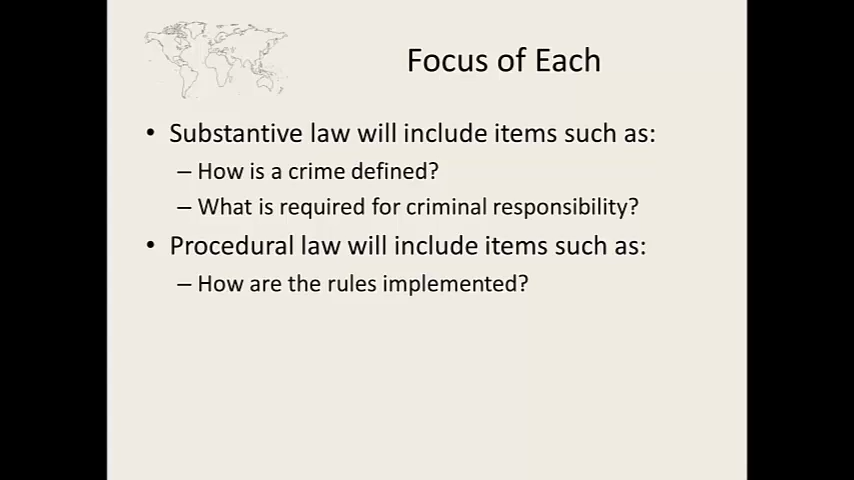 Focus of Each
• Substantive law will include items such as:
– How is a crime defined?
– What is required for criminal responsibility?
• Procedural law will include items such as:
– How are the rules implemented?